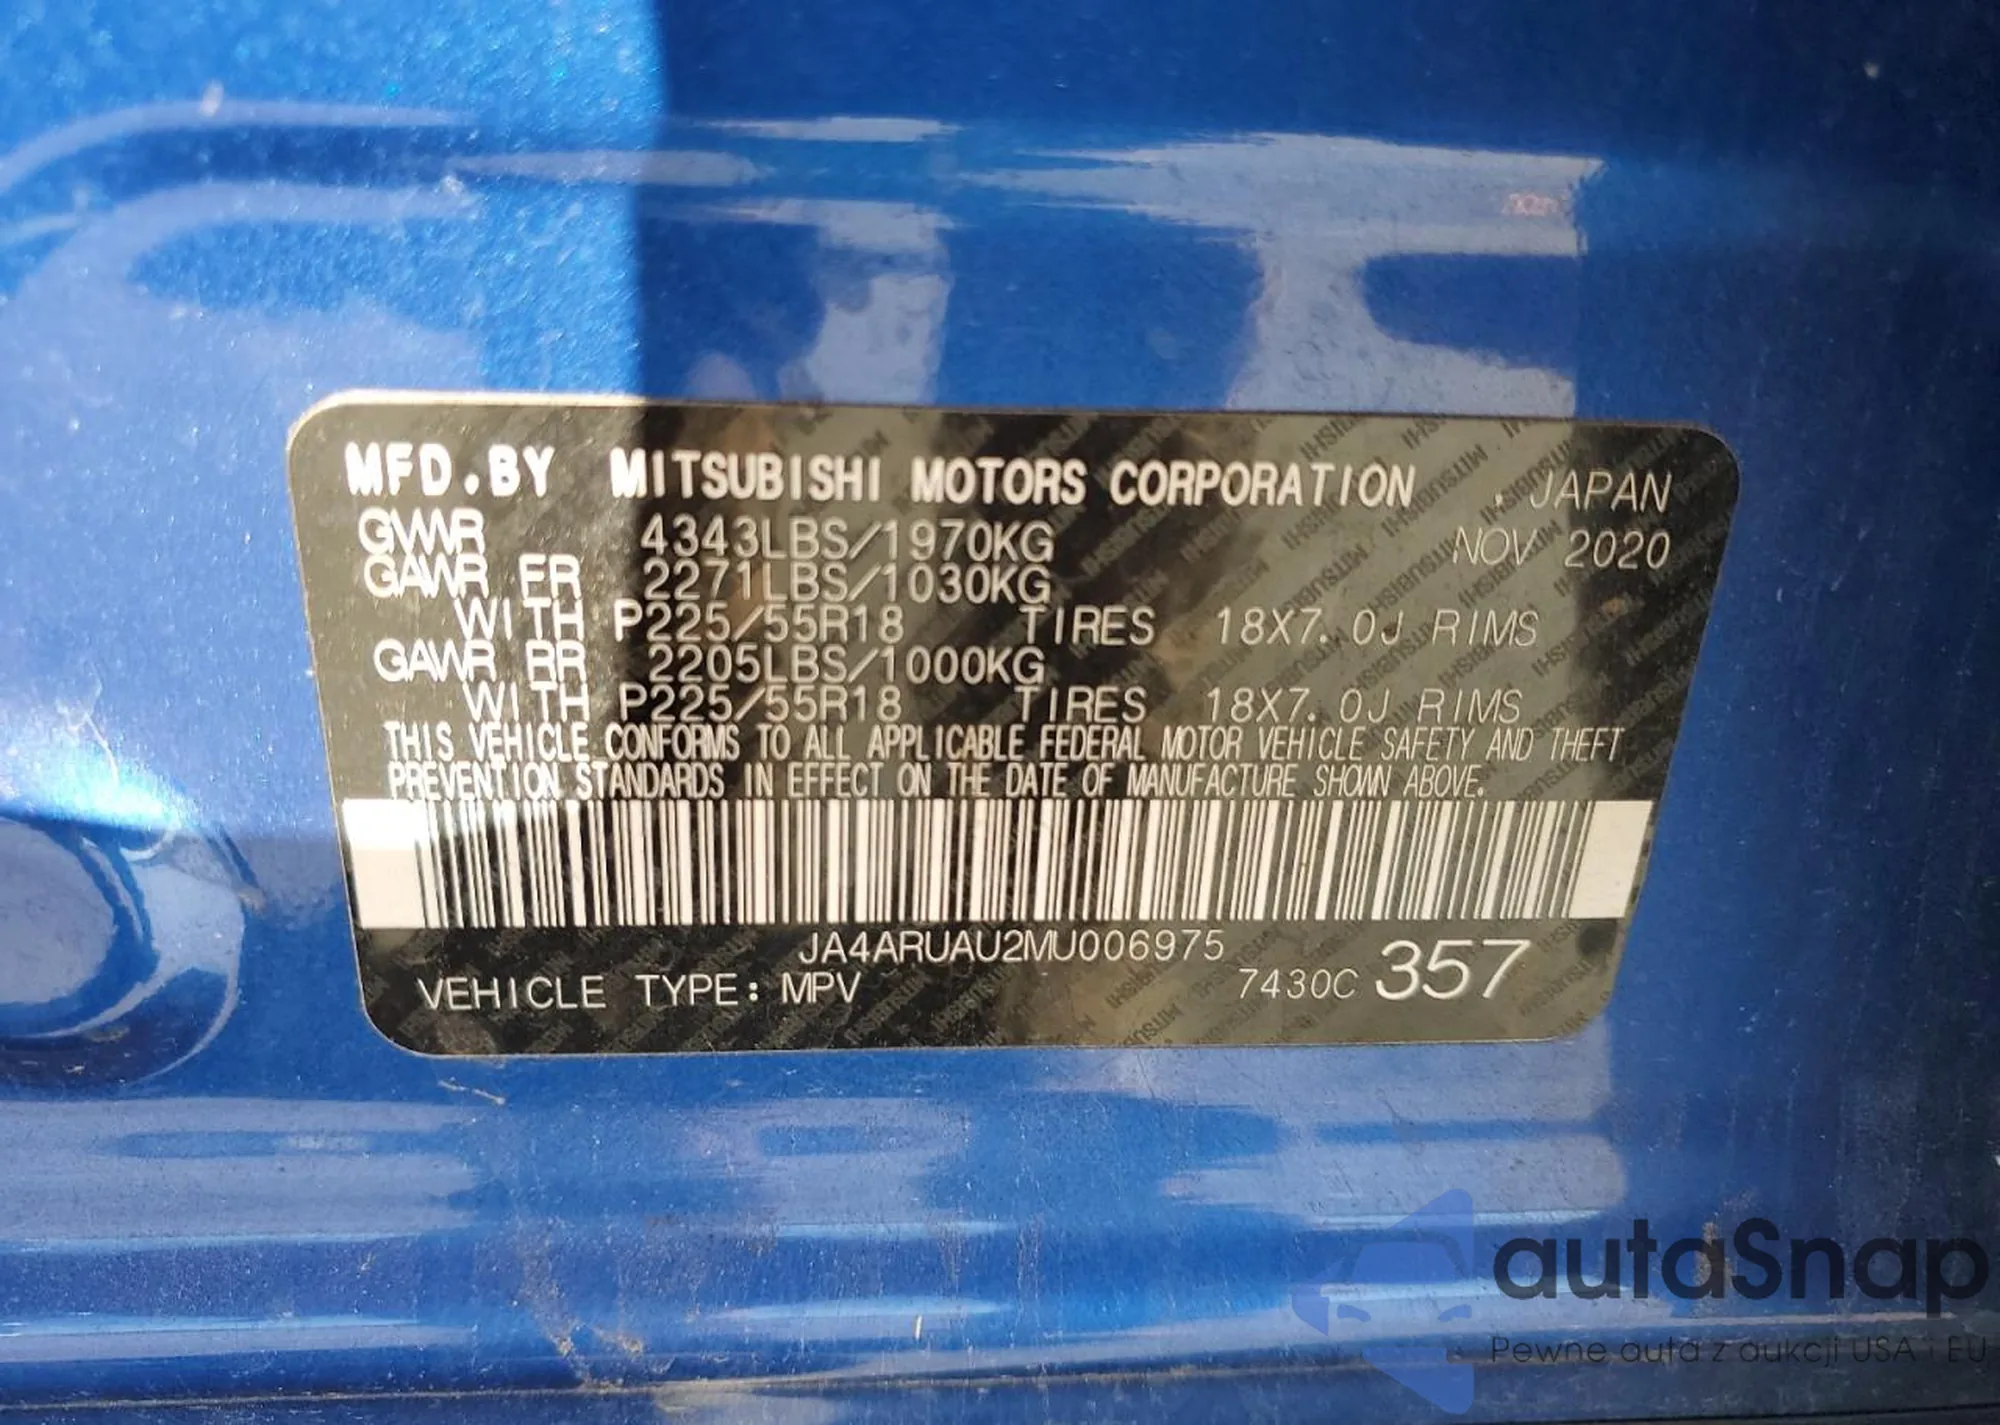 MFD.BY MITSUBISHI MOTORS CORPORATION , JAPAN
GVWR 4343LBS/1970KG NOV 2020
GAWR FR 2271LBS/1030KG
WITH P225/55R18 TIRES 18X7.0J RIMS
GAWR RR 2205LBS/1000KG
WITH P225/55R18 TIRES 18X7.0J RIMS
THIS VEHICLE CONFORMS TO ALL APPLICABLE FEDERAL MOTOR VEHICLE SAFETY AND THEFT
PREVENTION STANDARDS IN EFFECT ON THE DATE OF MANUFACTURE SHOWN ABOVE.
JA4ARUAU2MU006975
VEHICLE TYPE: MPV 7430C 357
autaSnap
Pewne auta z aukcji USA i EU